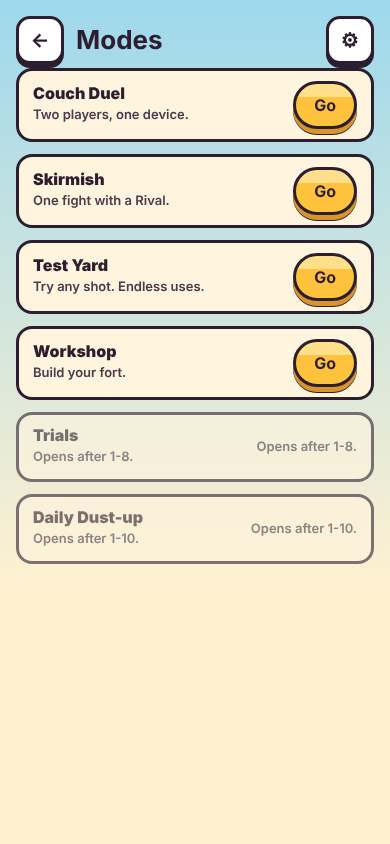 Modes
Couch Duel
Two players, one device.
Go
Skirmish
One fight with a Rival.
Go
Test Yard
Try any shot. Endless uses.
Go
Workshop
Build your fort.
Go
Trials
Opens after 1-8.
Opens after 1-8.
Daily Dust-up
Opens after 1-10.
Opens after 1-10.